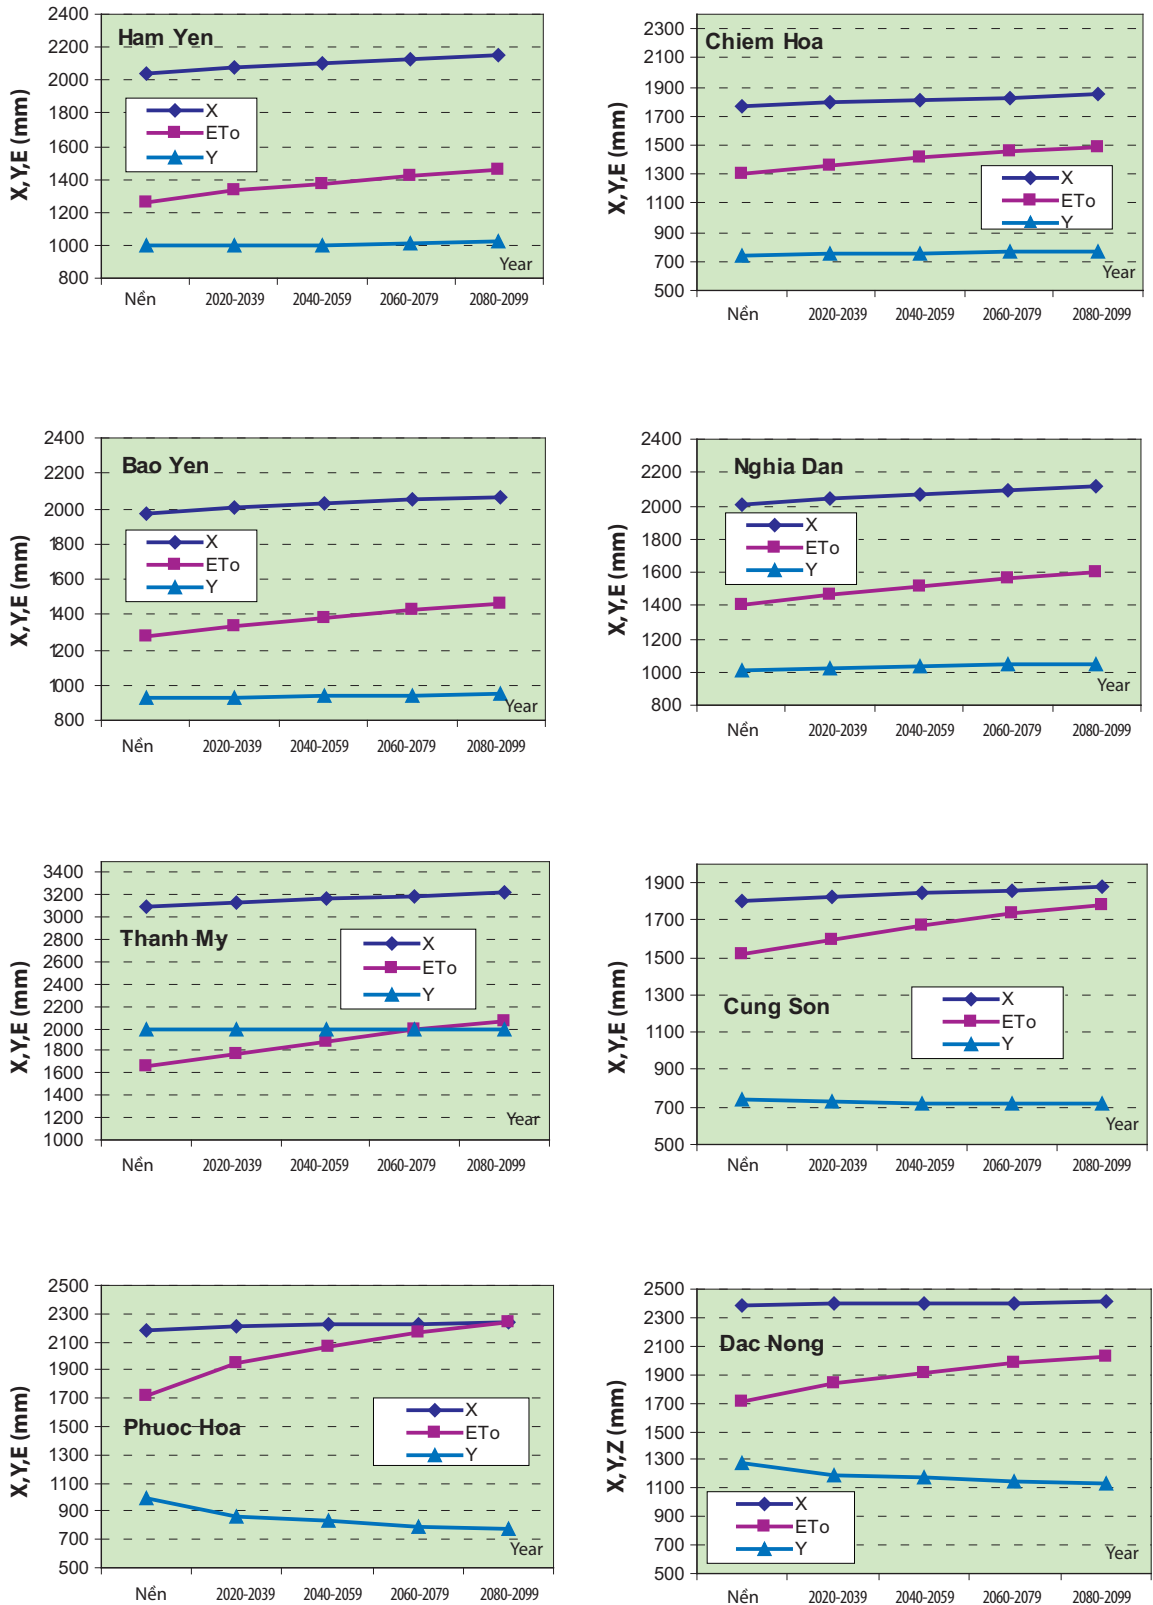 Ham Yen
X,Y,E (mm)
2400
2200
2000
1800
1600
1400
1200
1000
800
X
ETo
Y
Year
Nền 2020-2039 2040-2059 2060-2079 2080-2099
Chiem Hoa
X,Y,E (mm)
2300
2100
1900
1700
1500
1300
1100
900
700
500
X
ETo
Y
Year
Nền 2020-2039 2040-2059 2060-2079 2080-2099
Bao Yen
X,Y,E (mm)
2400
2200
2000
1800
1600
1400
1200
1000
800
X
ETo
Y
Year
Nền 2020-2039 2040-2059 2060-2079 2080-2099
Nghia Dan
X,Y,E (mm)
2400
2200
2000
1800
1600
1400
1200
1000
800
X
ETo
Y
Year
Nền 2020-2039 2040-2059 2060-2079 2080-2099
Thanh My
X,Y,E (mm)
3400
3200
3000
2800
2600
2400
2200
2000
1800
1600
1400
1200
1000
X
ETo
Y
Year
Nền 2020-2039 2040-2059 2060-2079 2080-2099
Cung Son
X,Y,E (mm)
1900
1700
1500
1300
1100
900
700
500
X
ETo
Y
Year
Nền 2020-2039 2040-2059 2060-2079 2080-2099
Phuoc Hoa
X,Y,E (mm)
2500
2300
2100
1900
1700
1500
1300
1100
900
700
500
X
ETo
Y
Year
Nền 2020-2039 2040-2059 2060-2079 2080-2099
Dac Nong
X,Y,Z (mm)
2500
2300
2100
1900
1700
1500
1300
1100
900
700
500
X
ETo
Y
Year
Nền 2020-2039 2040-2059 2060-2079 2080-2099